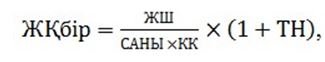 ЖҚбір = ЖШ / САНЫ ×КК × (1 + ТН),